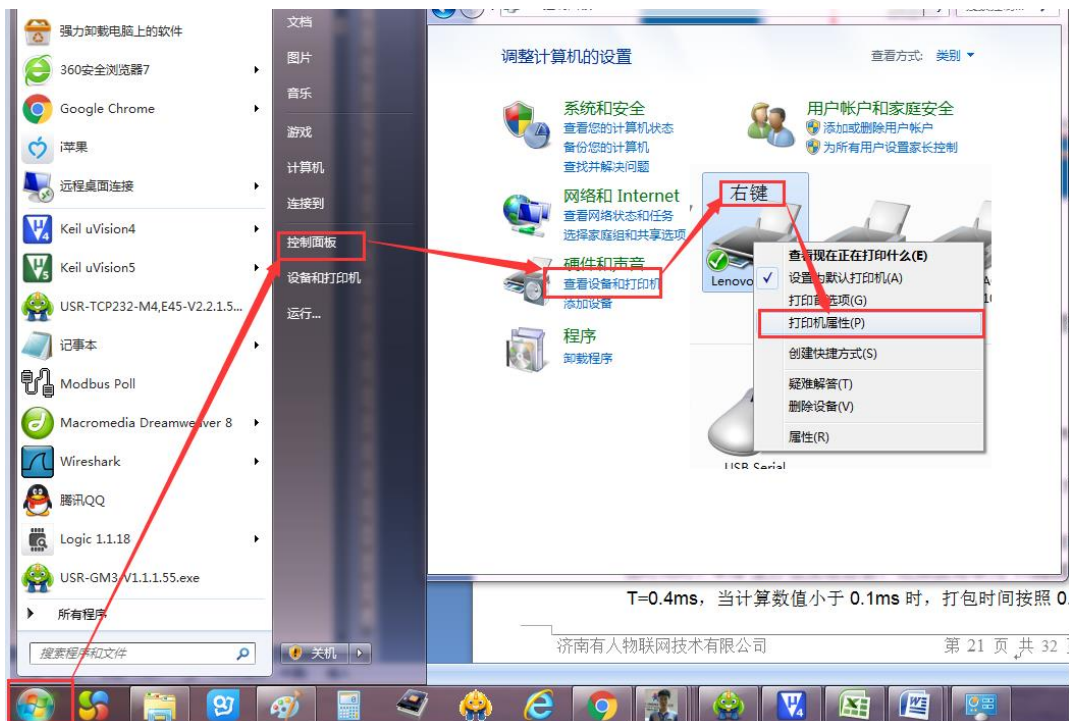 强力卸载电脑上的软件
360安全浏览器7
Google Chrome
i苹果
远程桌面连接
Keil uVision4
Keil uVision5
USR-TCP232-M4,E45-V2.2.1.5...
记事本
Modbus Poll
Macromedia Dreamweaver 8
Wireshark
腾讯QQ
Logic 1.1.18
USR-GM3-V1.1.1.55.exe
所有程序
搜索程序和文件
文档
图片
音乐
游戏
计算机
连接到
控制面板
设备和打印机
运行...
关机
调整计算机的设置
查看方式: 类别
系统和安全
查看您的计算机状态
备份您的计算机
查找并解决问题
网络和 Internet
查看网络状态和任务
选择家庭组和共享选项
硬件和声音
查看设备和打印机
添加设备
程序
卸载程序
用户帐户和家庭安全
添加或删除用户帐户
为所有用户设置家长控制
右键
Lenovo
查看现在正在打印什么(E)
设置为默认打印机(A)
打印首选项(G)
打印机属性(P)
创建快捷方式(S)
疑难解答(T)
删除设备(V)
属性(R)
USB Serial
T=0.4ms，当计算数值小于 0.1ms 时，打包时间按照 0.
济南有人物联网技术有限公司
第 21 页 共 32